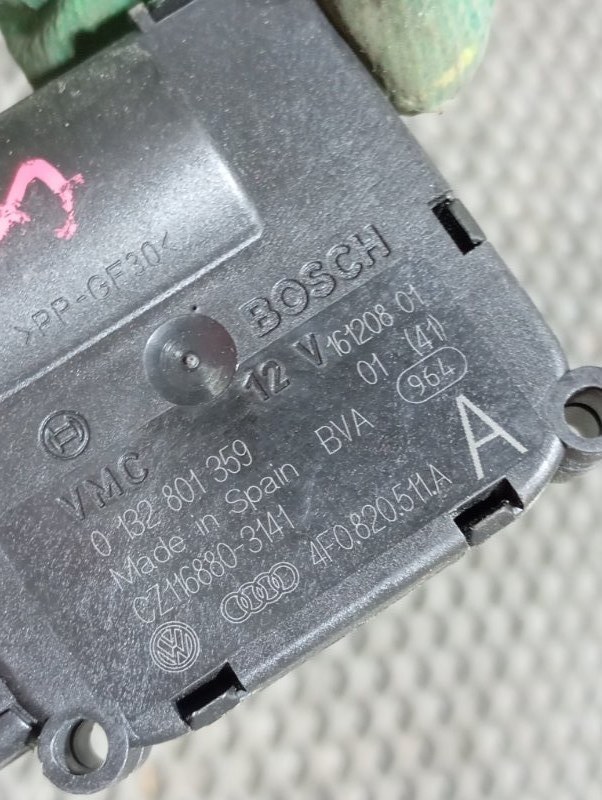 >PP-GF30<
BOSCH
12 V 161208 01
01 (41)
VMC 964
0 132 801 359 BVA A
Made in Spain
CZ116880-3141 4F0.820.511.A
VW